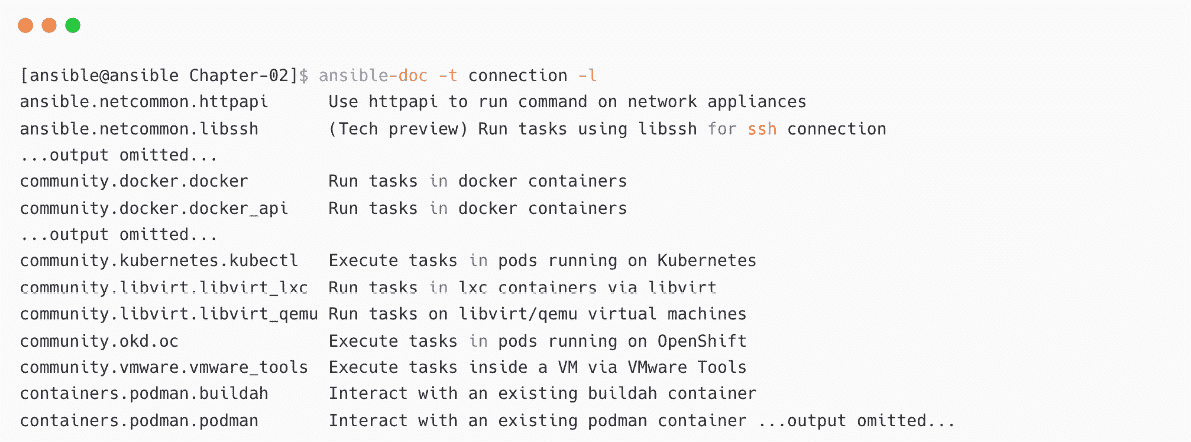 [ansible@ansible Chapter-02]$ ansible-doc -t connection -l
ansible.netcommon.httpapi      Use httpapi to run command on network appliances
ansible.netcommon.libssh       (Tech preview) Run tasks using libssh for ssh connection
...output omitted...
community.docker.docker        Run tasks in docker containers
community.docker.docker_api    Run tasks in docker containers
...output omitted...
community.kubernetes.kubectl   Execute tasks in pods running on Kubernetes
community.libvirt.libvirt_lxc  Run tasks in lxc containers via libvirt
community.libvirt.libvirt_qemu Run tasks on libvirt/qemu virtual machines
community.okd.oc               Execute tasks in pods running on OpenShift
community.vmware.vmware_tools  Execute tasks inside a VM via VMware Tools
containers.podman.buildah      Interact with an existing buildah container
containers.podman.podman       Interact with an existing podman container ...output omitted...